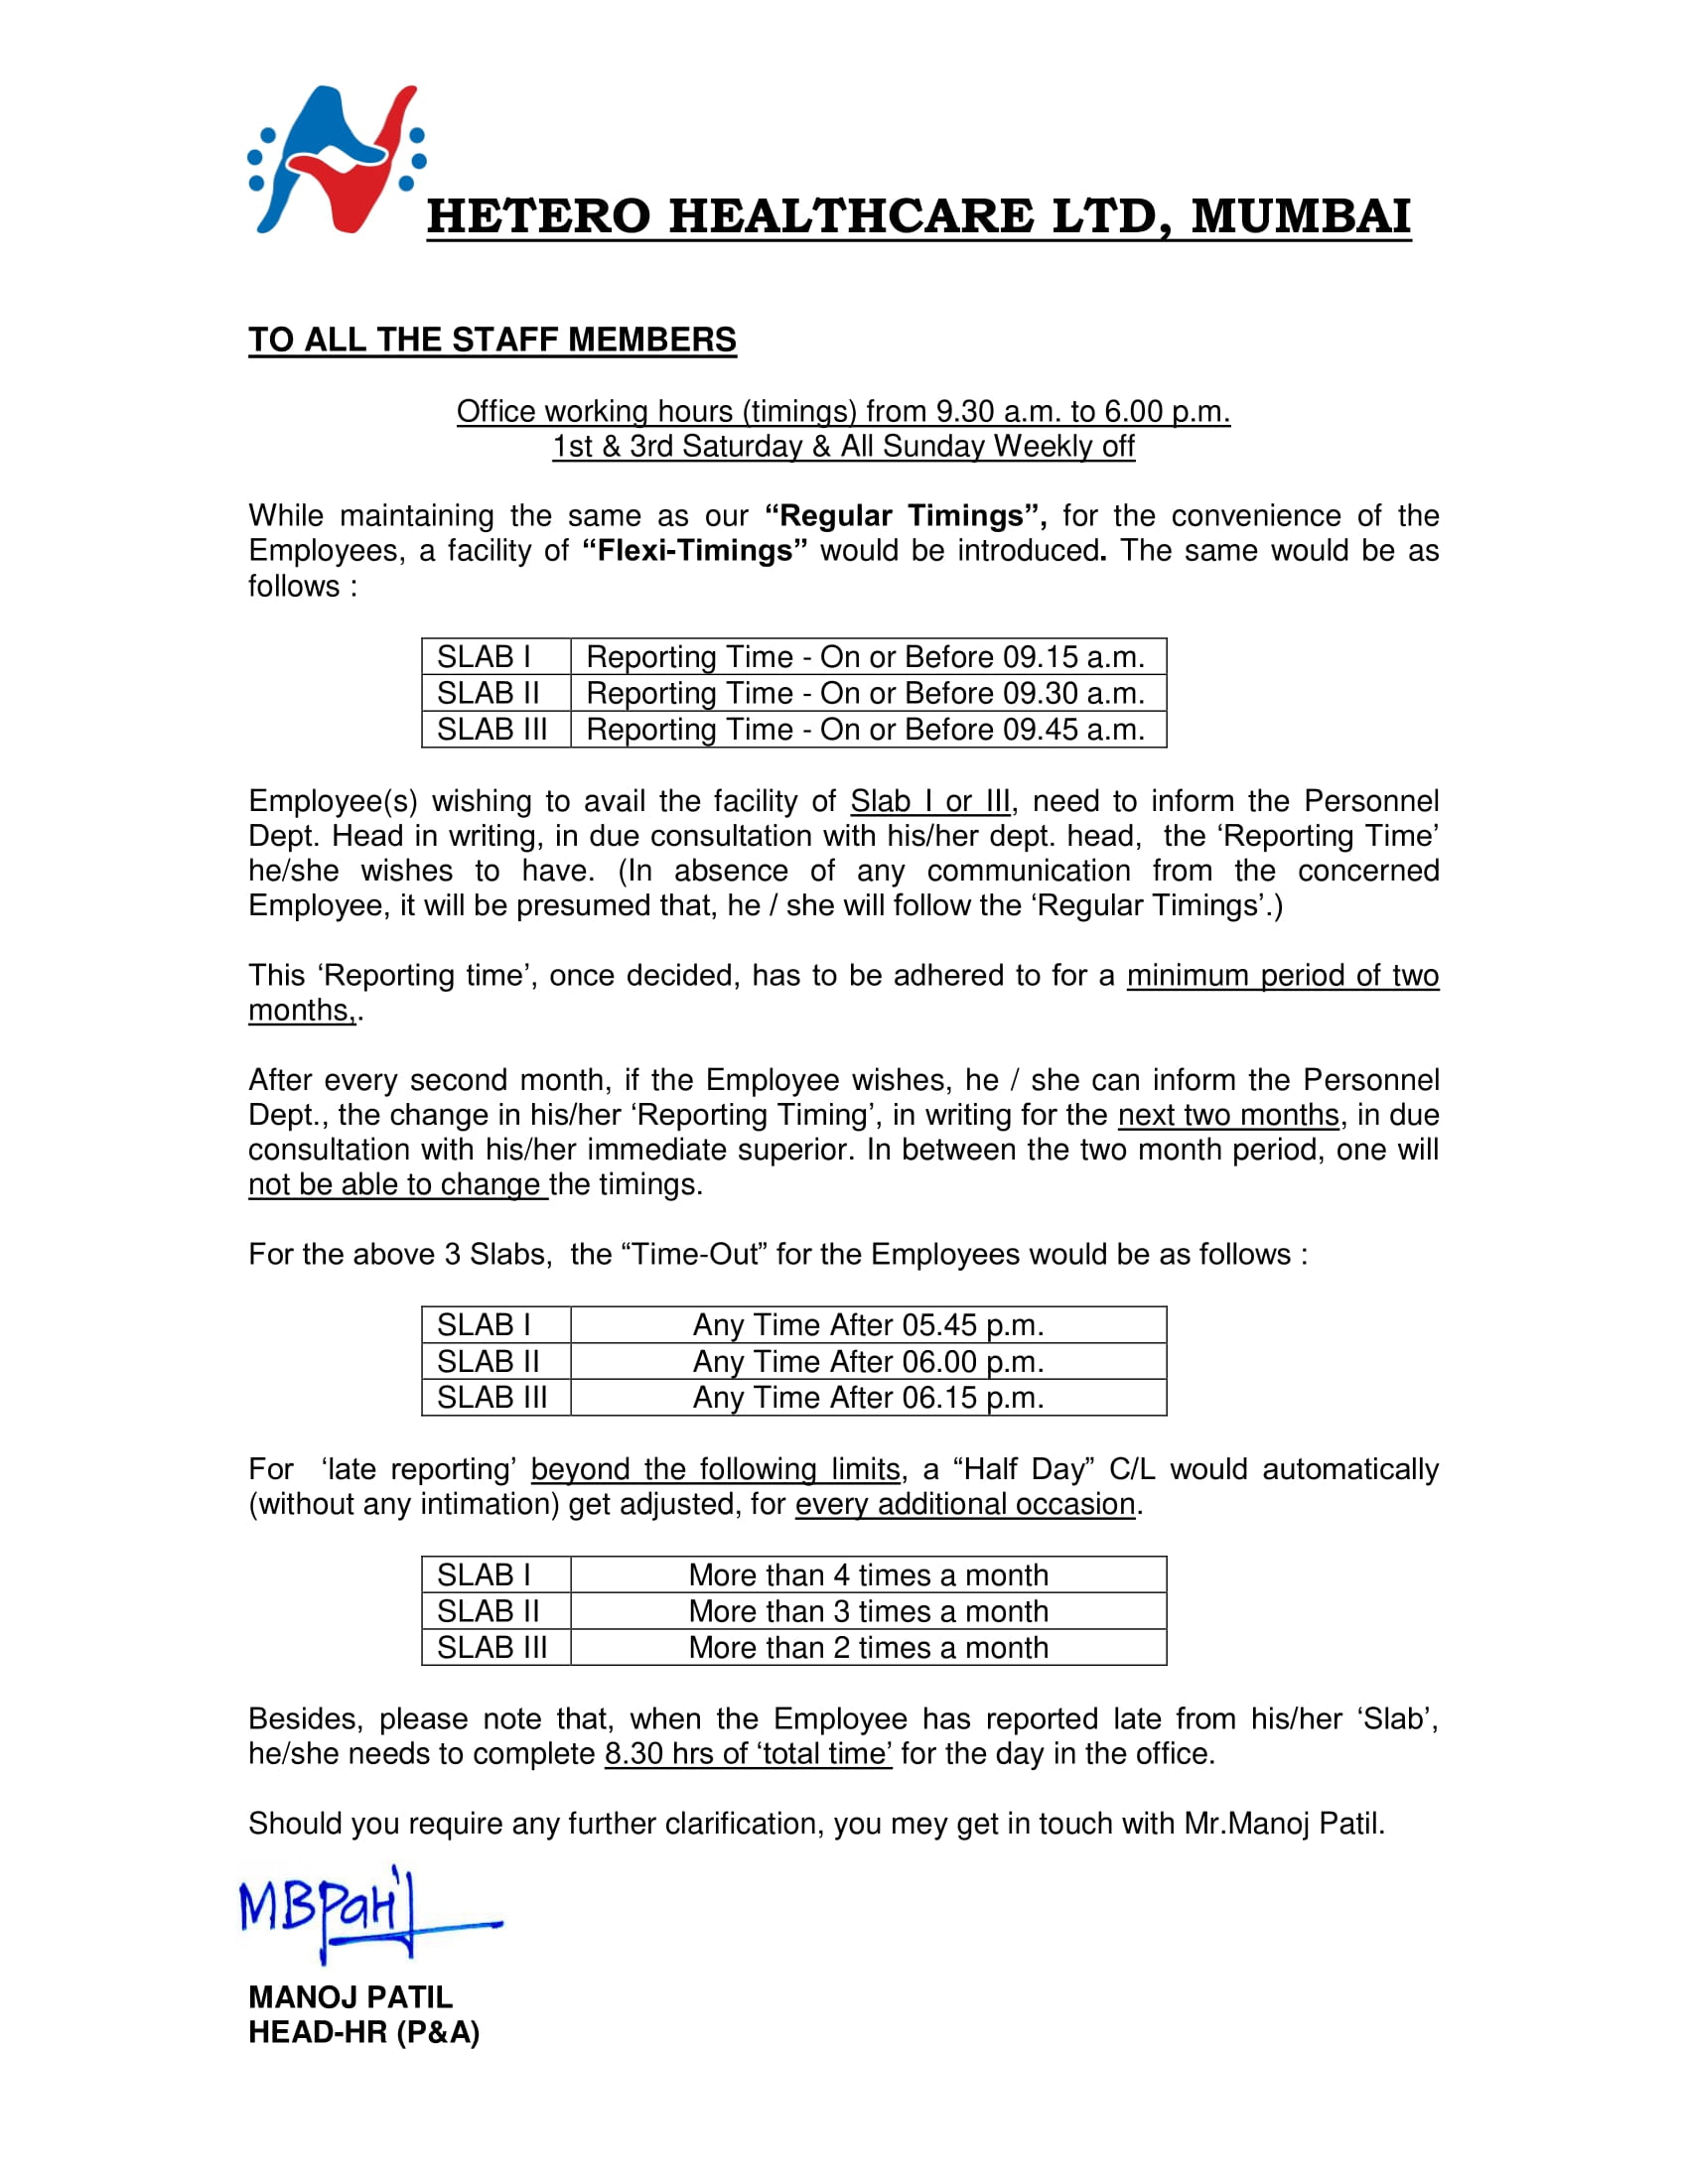 HETERO HEALTHCARE LTD, MUMBAI
TO ALL THE STAFF MEMBERS
Office working hours (timings) from 9.30 a.m. to 6.00 p.m.
1st & 3rd Saturday & All Sunday Weekly off
While maintaining the same as our “Regular Timings”, for the convenience of the
Employees, a facility of “Flexi-Timings” would be introduced. The same would be as
follows :
SLAB I Reporting Time - On or Before 09.15 a.m.
SLAB II Reporting Time - On or Before 09.30 a.m.
SLAB III Reporting Time - On or Before 09.45 a.m.
Employee(s) wishing to avail the facility of Slab I or III, need to inform the Personnel
Dept. Head in writing, in due consultation with his/her dept. head, the ‘Reporting Time’
he/she wishes to have. (In absence of any communication from the concerned
Employee, it will be presumed that, he / she will follow the ‘Regular Timings’.)
This ‘Reporting time’, once decided, has to be adhered to for a minimum period of two
months,.
After every second month, if the Employee wishes, he / she can inform the Personnel
Dept., the change in his/her ‘Reporting Timing’, in writing for the next two months, in due
consultation with his/her immediate superior. In between the two month period, one will
not be able to change the timings.
For the above 3 Slabs, the “Time-Out” for the Employees would be as follows :
SLAB I Any Time After 05.45 p.m.
SLAB II Any Time After 06.00 p.m.
SLAB III Any Time After 06.15 p.m.
For ‘late reporting’ beyond the following limits, a “Half Day” C/L would automatically
(without any intimation) get adjusted, for every additional occasion.
SLAB I More than 4 times a month
SLAB II More than 3 times a month
SLAB III More than 2 times a month
Besides, please note that, when the Employee has reported late from his/her ‘Slab’,
he/she needs to complete 8.30 hrs of ‘total time’ for the day in the office.
Should you require any further clarification, you mey get in touch with Mr.Manoj Patil.
MBPatil
MANOJ PATIL
HEAD-HR (P&A)